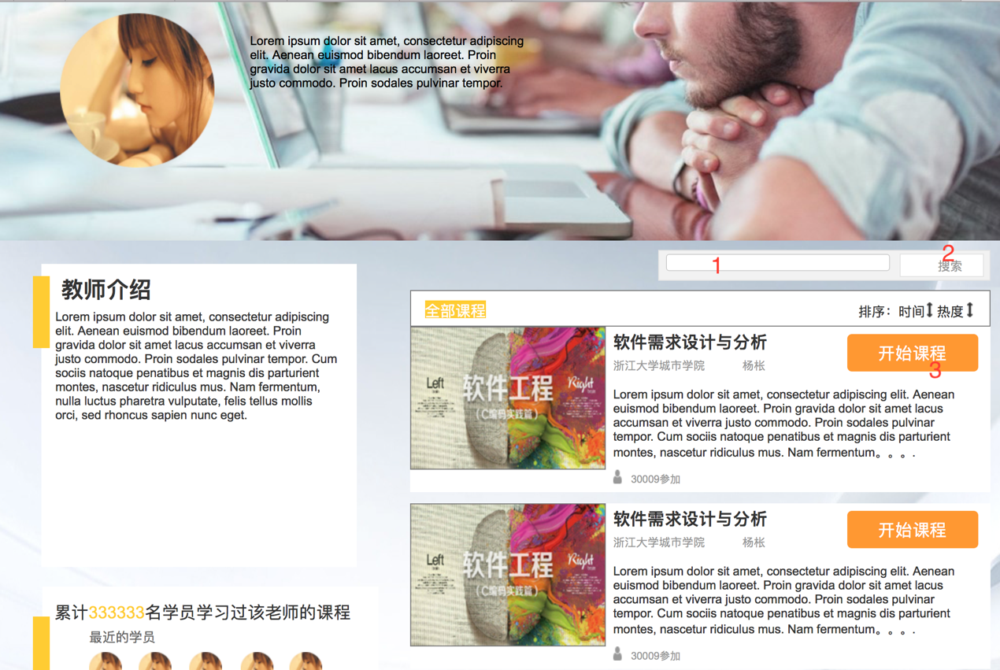 Lorem ipsum dolor sit amet, consectetur adipiscing
elit. Aenean euismod bibendum laoreet. Proin
gravida dolor sit amet lacus accumsan et viverra
justo commodo. Proin sodales pulvinar tempor.
1
2
搜索
教师介绍
Lorem ipsum dolor sit amet, consectetur adipiscing
elit. Aenean euismod bibendum laoreet. Proin
gravida dolor sit amet lacus accumsan et viverra
justo commodo. Proin sodales pulvinar tempor. Cum
sociis natoque penatibus et magnis dis parturient
montes, nascetur ridiculus mus. Nam fermentum,
nulla luctus pharetra vulputate, felis tellus mollis
orci, sed rhoncus sapien nunc eget.
累计333333名学员学习过该老师的课程
最近的学员
全部课程
排序：时间 热度
Left
软件工程
Right
（C编码实践篇）
软件需求设计与分析
开始课程
3
浙江大学城市学院 杨枨
Lorem ipsum dolor sit amet, consectetur adipiscing elit. Aenean
euismod bibendum laoreet. Proin gravida dolor sit amet lacus
accumsan et viverra justo commodo. Proin sodales pulvinar
tempor. Cum sociis natoque penatibus et magnis dis parturient
montes, nascetur ridiculus mus. Nam fermentum。。。.
30009参加
Left
软件工程
Right
（C编码实践篇）
软件需求设计与分析
开始课程
浙江大学城市学院 杨枨
Lorem ipsum dolor sit amet, consectetur adipiscing elit. Aenean
euismod bibendum laoreet. Proin gravida dolor sit amet lacus
accumsan et viverra justo commodo. Proin sodales pulvinar
tempor. Cum sociis natoque penatibus et magnis dis parturient
montes, nascetur ridiculus mus. Nam fermentum。。。.
30009参加